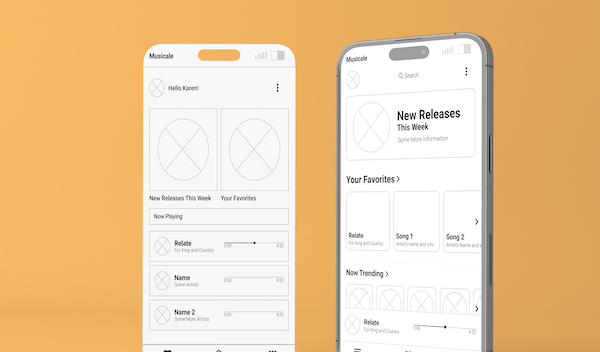 Musicale
Hello Karen!
New Releases This Week
Your Favorites
Now Playing
Relate
For King and Country
0:00
4:32
Name
Some Artists
0:00
4:32
Name 2
Some More Artists
0:00
4:32
Musicale
Search
New Releases
This Week
Some More Information
Your Favorites >
Relate
For King and Country
Song 1
Artist's name and info
Song 2
Artist's Name and info
Now Trending >
Relate
For King and Country
0:00
4:32